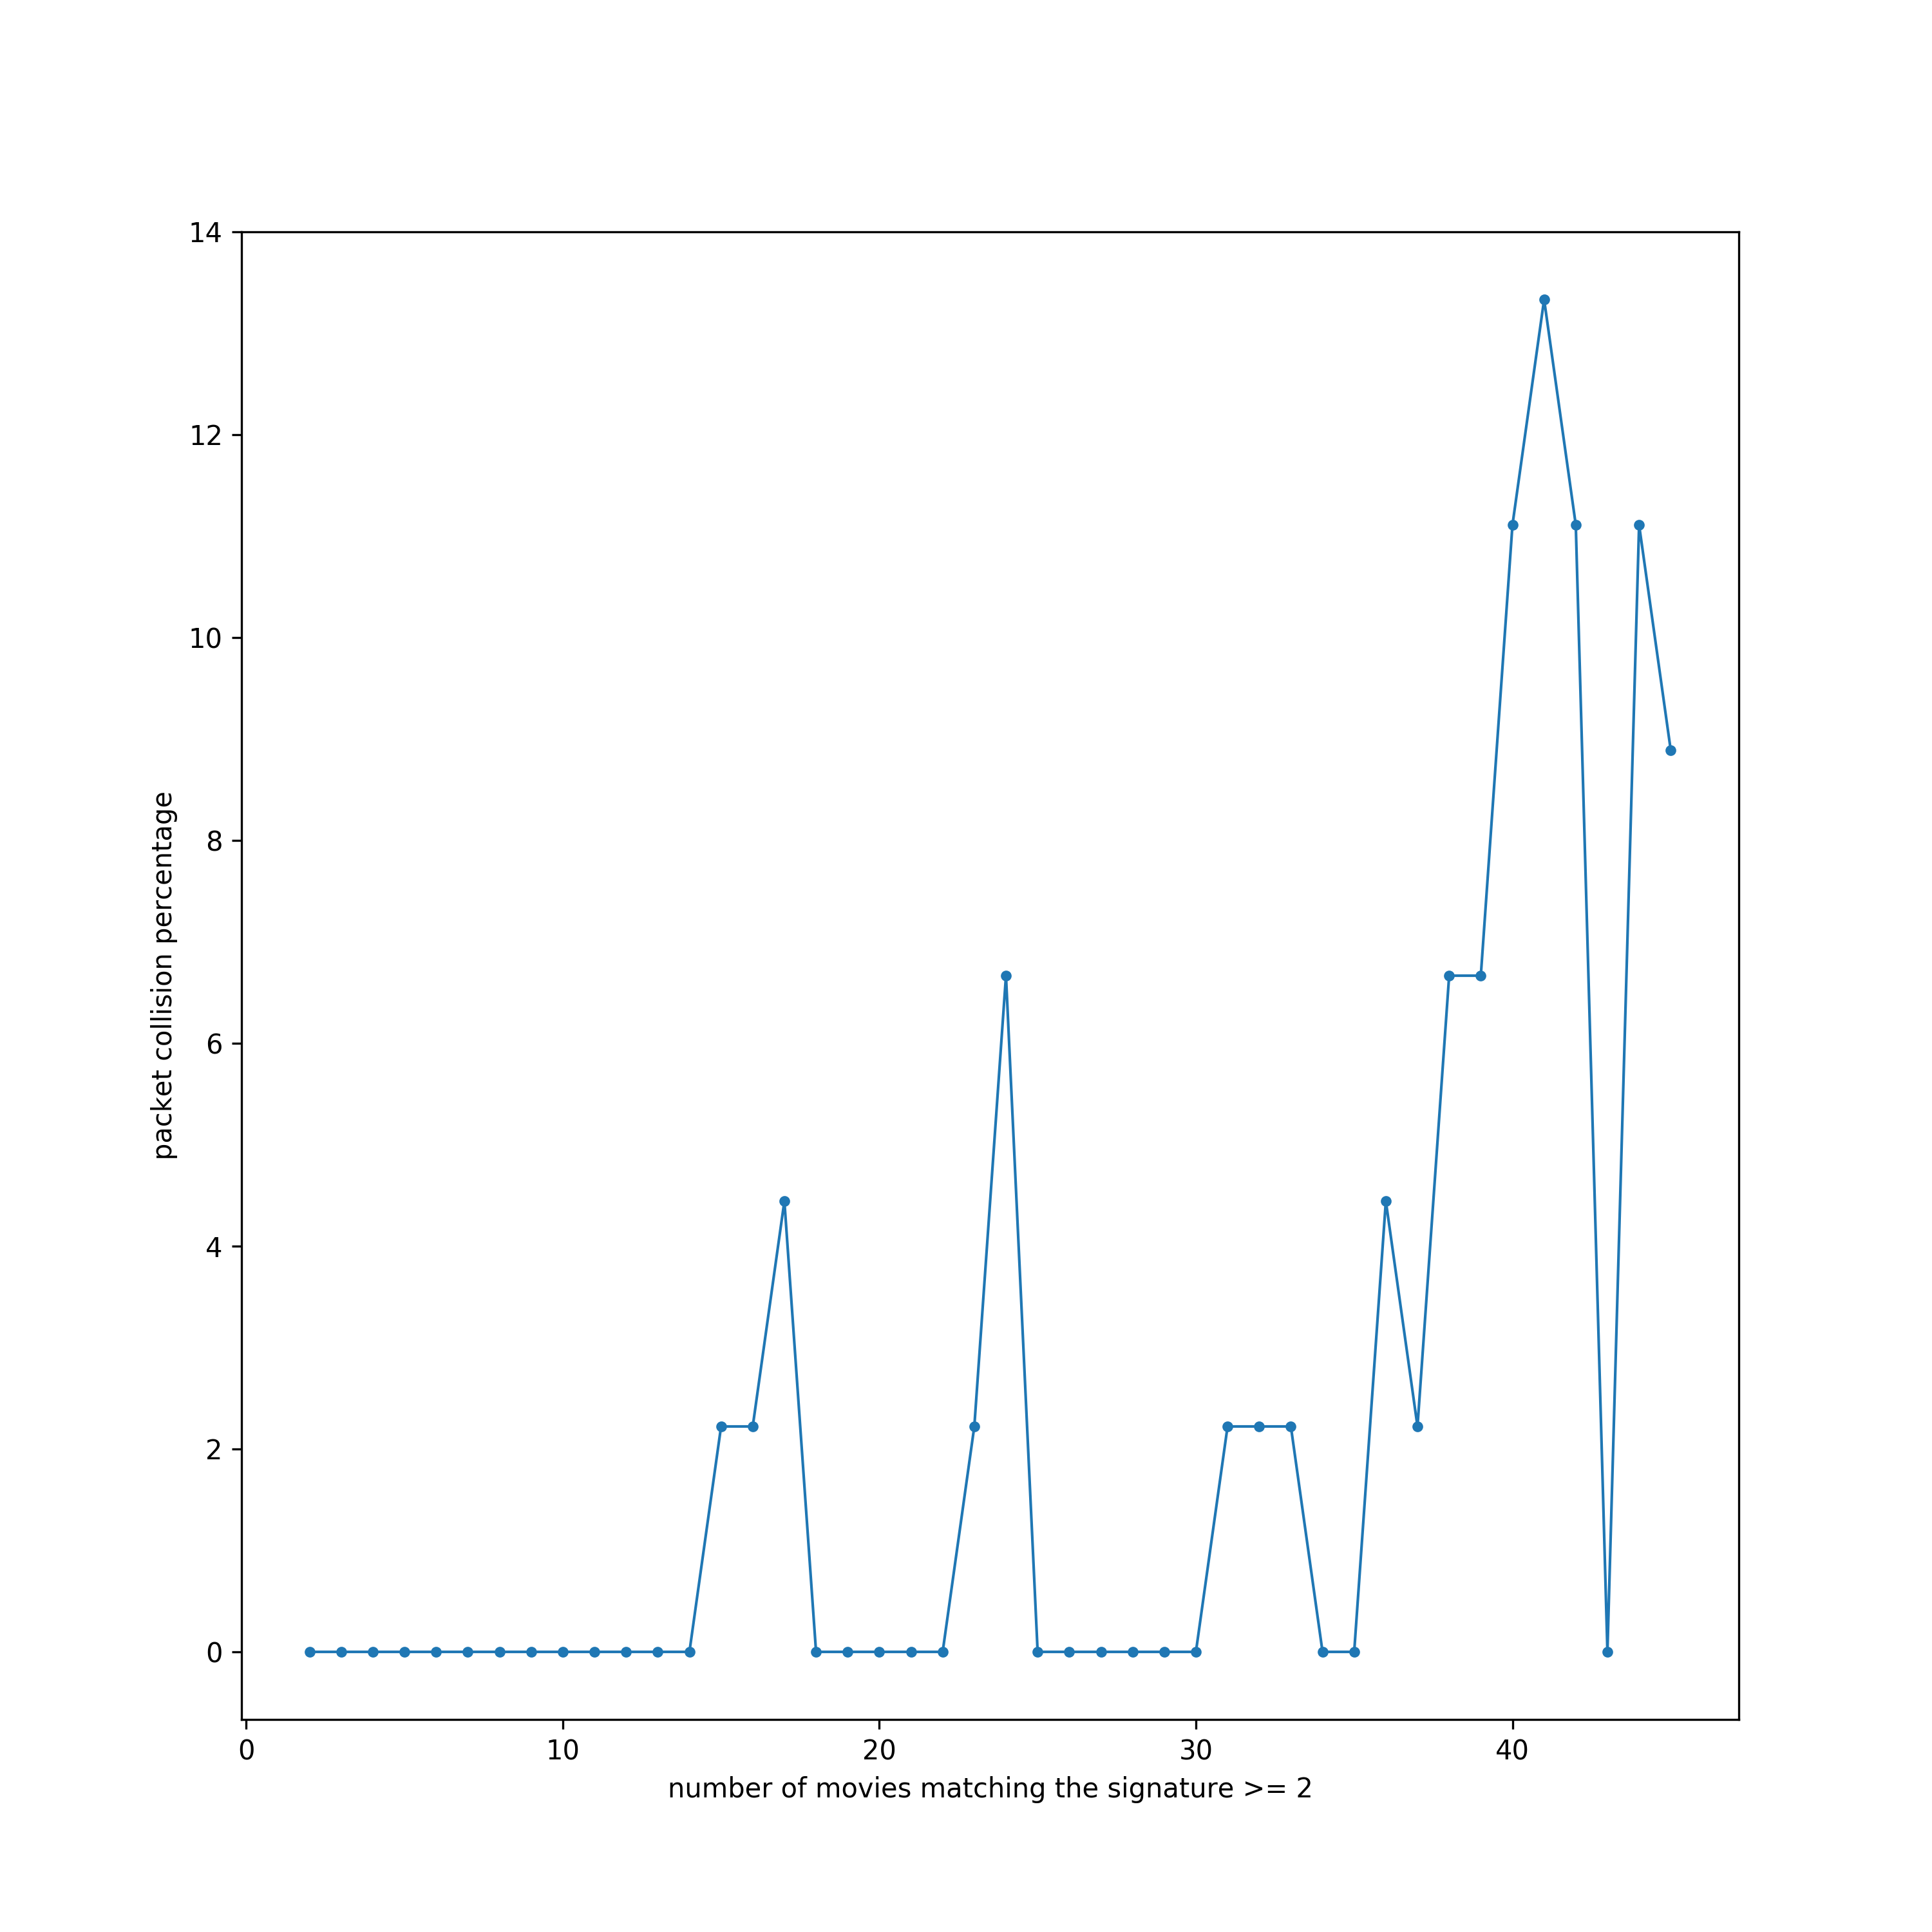 14
12
10
8
6
4
2
0
packet collision percentage
0 10 20 30 40
number of movies matching the signature >= 2